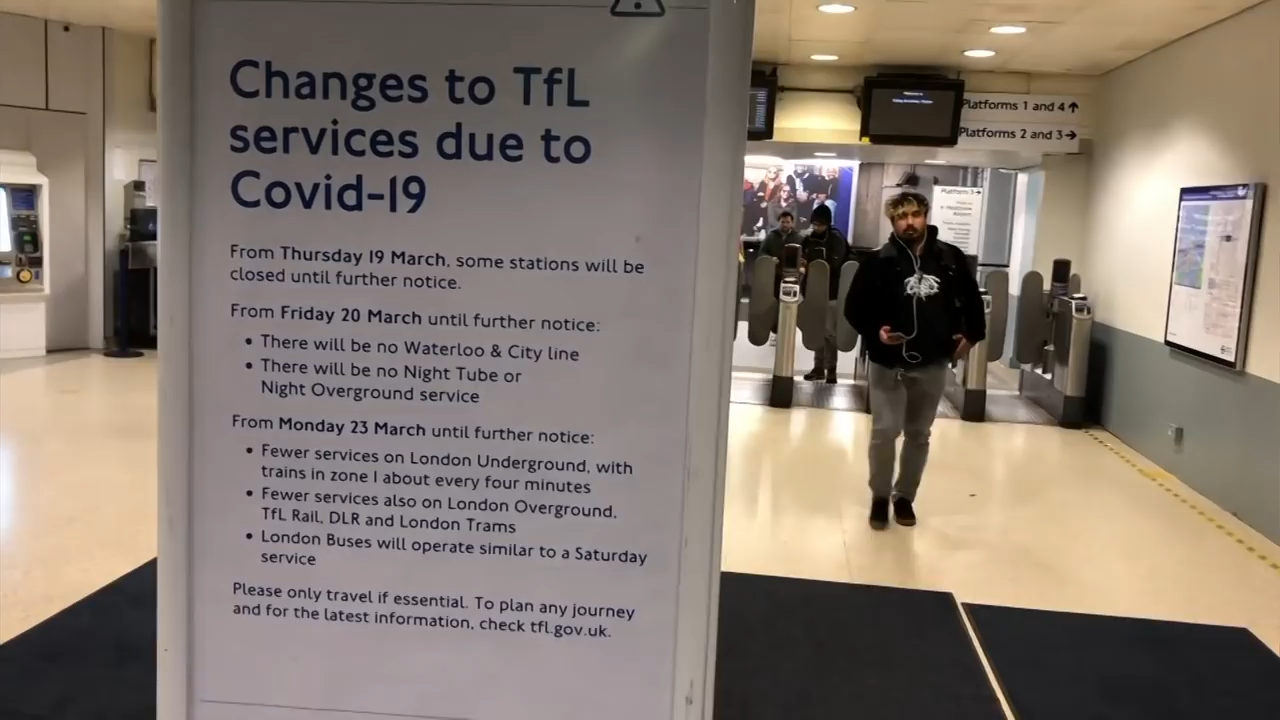 Changes to TfL
services due to
Covid-19
From Thursday 19 March, some stations will be
closed until further notice.
From Friday 20 March until further notice:
• There will be no Waterloo & City line
• There will be no Night Tube or
Night Overground service
From Monday 23 March until further notice:
• Fewer services on London Underground, with
trains in zone 1 about every four minutes
• Fewer services also on London Overground,
TfL Rail, DLR and London Trams
• London Buses will operate similar to a Saturday
service
Please only travel if essential. To plan any journey
and for the latest information, check tfl.gov.uk.
Platforms 1 and 4 ↑
Platforms 2 and 3 →